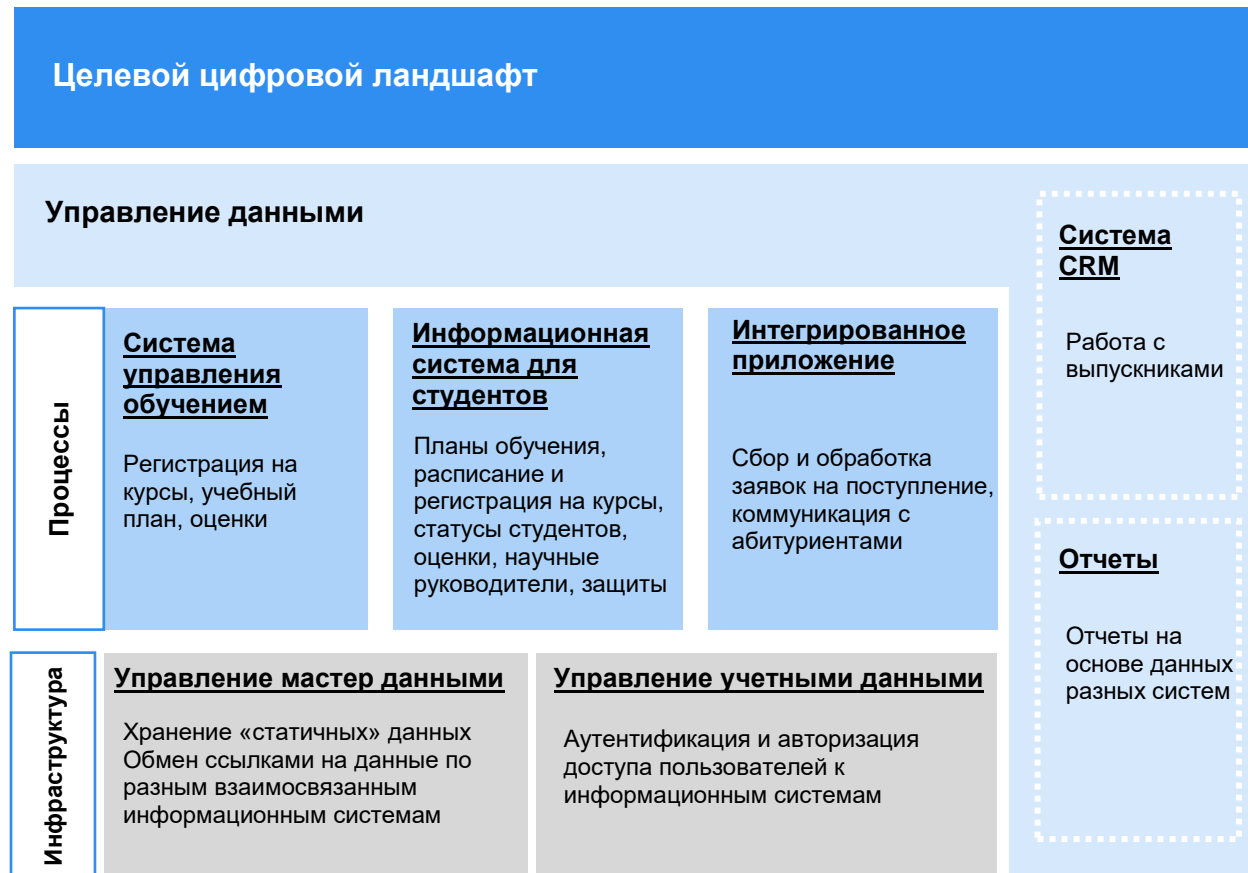 Целевой цифровой ландшафт
Управление данными
Система
CRM
Работа с
выпускниками
Процессы
Система
управления
обучением
Регистрация на
курсы, учебный
план, оценки
Информационная
система для
студентов
Планы обучения,
расписание и
регистрация на курсы,
статусы студентов,
оценки, научные
руководители, защиты
Интегрированное
приложение
Сбор и обработка
заявок на поступление,
коммуникация с
абитуриентами
Отчеты
Отчеты на
основе данных
разных систем
Инфраструктура
Управление мастер данными
Хранение «статичных» данных
Обмен ссылками на данные по
разным взаимосвязанным
информационным системам
Управление учетными данными
Аутентификация и авторизация
доступа пользователей к
информационным системам